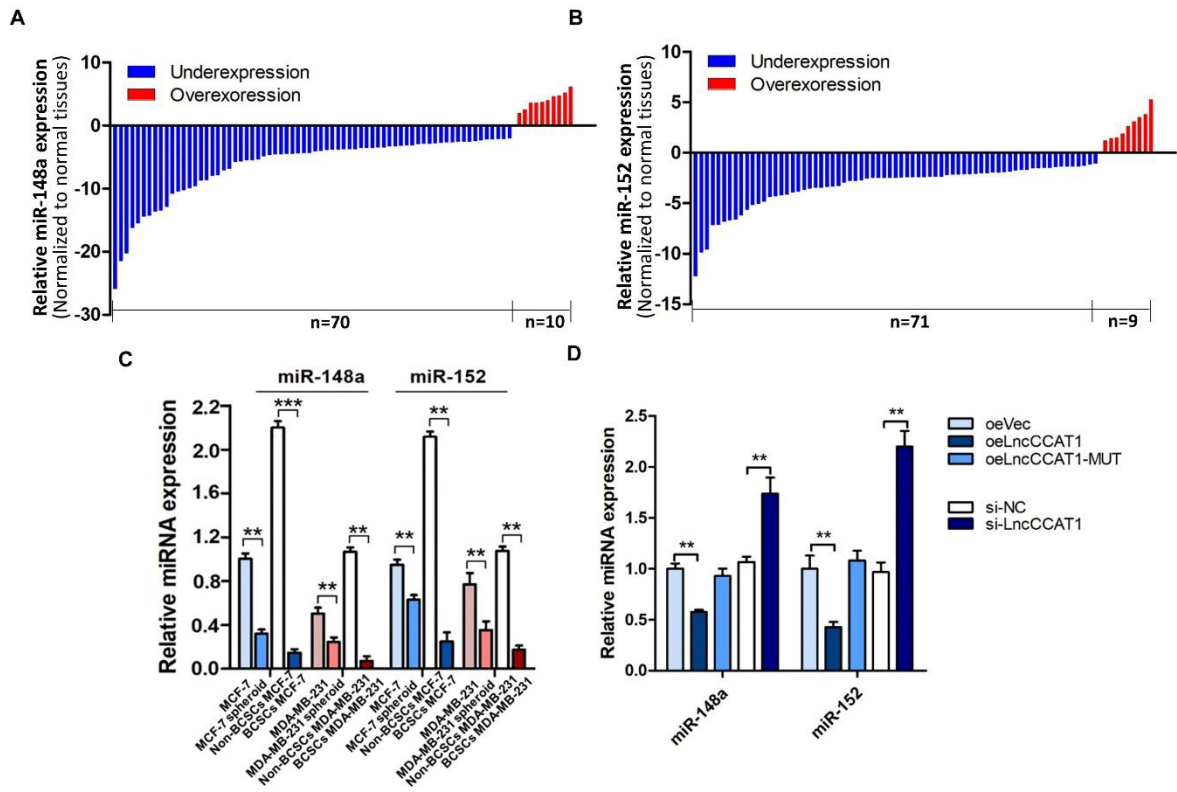 A
Relative miR-148a expression
(Normalized to normal tissues)
10
0
-10
-20
-30
Underexpression
Overexoression
n=70
n=10
B
Relative miR-152 expression
(Normalized to normal tissues)
10
5
0
-5
-10
-15
Underexpression
Overexoression
n=71
n=9
C
miR-148a
miR-152
Relative miRNA expression
2.2
1.6
1.2
0.8
0.4
0.0
**
***
**
**
**
**
**
**
MCF-7
MCF-7 spheroid
Non-BCSCs MCF-7
BCSCs MCF-7
MDA-MB-231
MDA-MB-231 spheroid
Non-BCSCs MDA-MB-231
BCSCs MDA-MB-231
MCF-7
MCF-7 spheroid
Non-BCSCs MCF-7
BCSCs MCF-7
MDA-MB-231
MDA-MB-231 spheroid
Non-BCSCs MDA-MB-231
BCSCs MDA-MB-231
D
Relative miRNA expression
2.5
2.0
1.5
1.0
0.5
0.0
**
**
**
**
miR-148a
miR-152
oeVec
oeLncCCAT1
oeLncCCAT1-MUT
si-NC
si-LncCCAT1